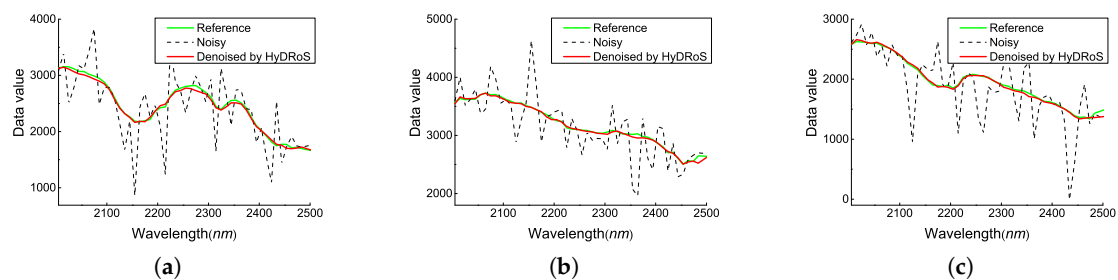 4000
3000
2000
1000
Data value
Reference
Noisy
Denoised by HyDRoS
2100 2200 2300 2400 2500
Wavelength(nm)
(a)
5000
4000
3000
2000
Data value
Reference
Noisy
Denoised by HyDRoS
2100 2200 2300 2400 2500
Wavelength(nm)
(b)
3000
2000
1000
0
Data value
Reference
Noisy
Denoised by HyDRoS
2100 2200 2300 2400 2500
Wavelength(nm)
(c)